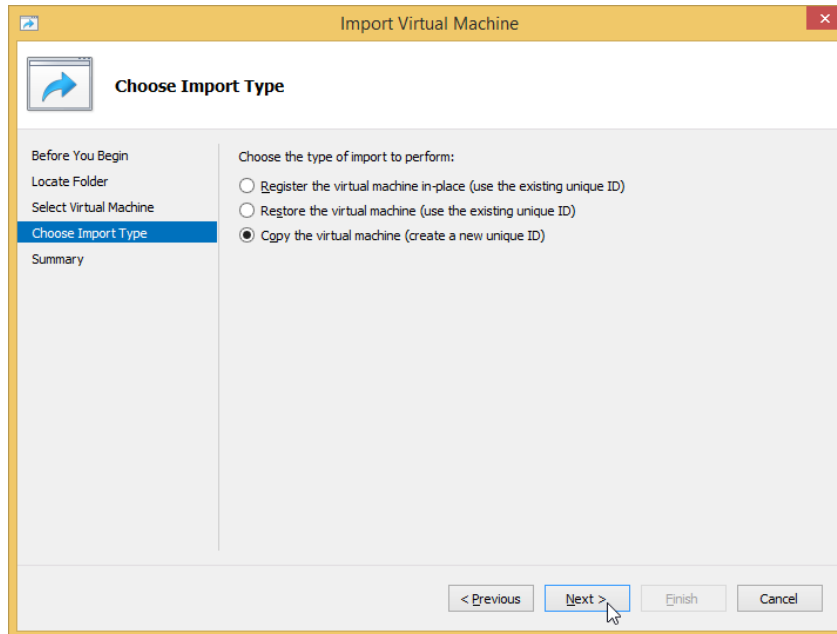 Import Virtual Machine
Choose Import Type
Before You Begin
Locate Folder
Select Virtual Machine
Choose Import Type
Summary
Choose the type of import to perform:
Register the virtual machine in-place (use the existing unique ID)
Restore the virtual machine (use the existing unique ID)
Copy the virtual machine (create a new unique ID)
< Previous
Next >
Finish
Cancel